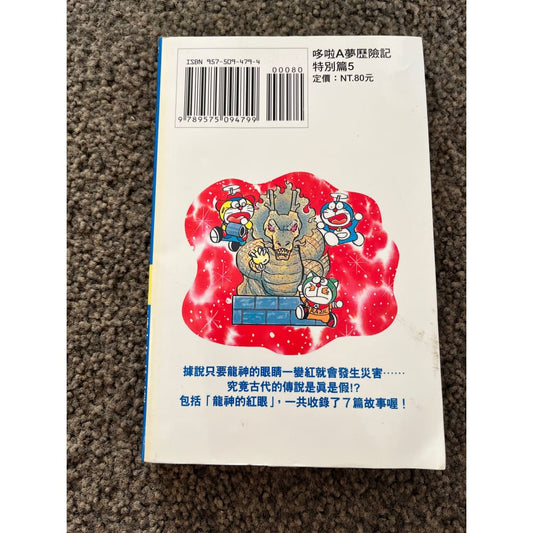 ISBN 957-509-479-4
00080
9 789575 094799
哆啦A夢歷險記
特別篇5
定價：NT.80元
據說只要龍神的眼睛一變紅就會發生災害……
究竟古代的傳說是眞是假!?
包括「龍神的紅眼」，一共收錄了7篇故事喔！